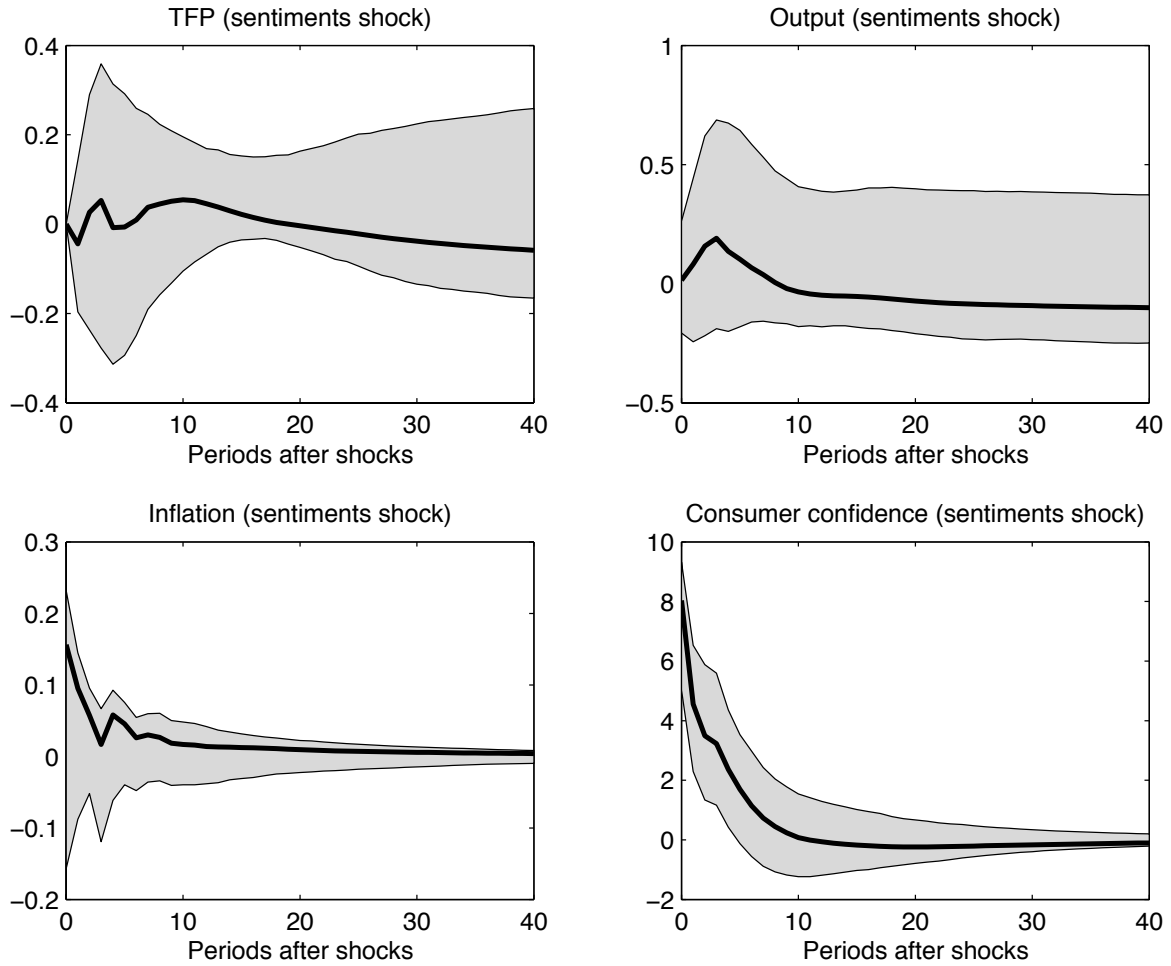 TFP (sentiments shock)
0.4
0.2
0
−0.2
−0.4
0 10 20 30 40
Periods after shocks
Output (sentiments shock)
1
0.5
0
−0.5
0 10 20 30 40
Periods after shocks
Inflation (sentiments shock)
0.3
0.2
0.1
0
−0.1
−0.2
0 10 20 30 40
Periods after shocks
Consumer confidence (sentiments shock)
10
8
6
4
2
0
−2
0 10 20 30 40
Periods after shocks